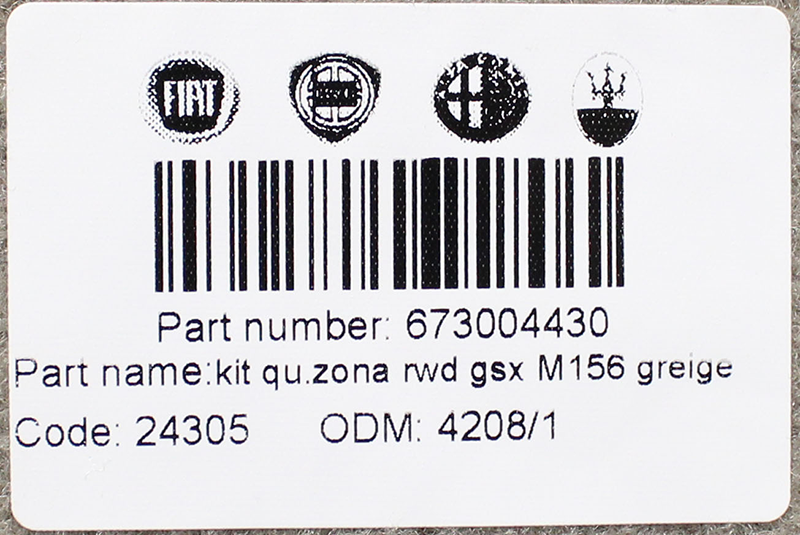 FIAT
Part number: 673004430
Part name:kit qu.zona rwd gsx M156 greige
Code: 24305 ODM: 4208/1